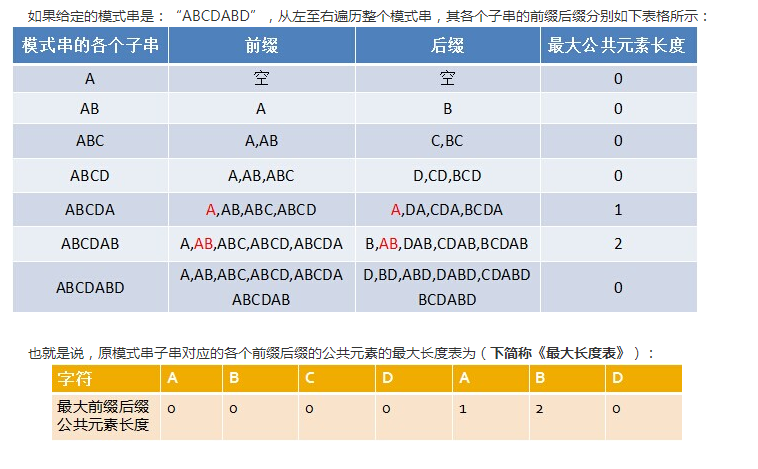 如果给定的模式串是：“ABCDABD”，从左至右遍历整个模式串，其各个子串的前缀后缀分别如下表格所示：
模式串的各个子串 前缀 后缀 最大公共元素长度
A 空 空 0
AB A B 0
ABC A,AB C,BC 0
ABCD A,AB,ABC D,CD,BCD 0
ABCDA A,AB,ABC,ABCD A,DA,CDA,BCDA 1
ABCDAB A,AB,ABC,ABCD,ABCDA B,AB,DAB,CDAB,BCDAB 2
ABCDABD A,AB,ABC,ABCD,ABCDA ABCDAB D,BD,ABD,DABD,CDABD BCDABD 0
也就是说，原模式串子串对应的各个前缀后缀的公共元素的最大长度表为（下简称《最大长度表》）：
字符 A B C D A B D
最大前缀后缀公共元素长度 0 0 0 0 1 2 0